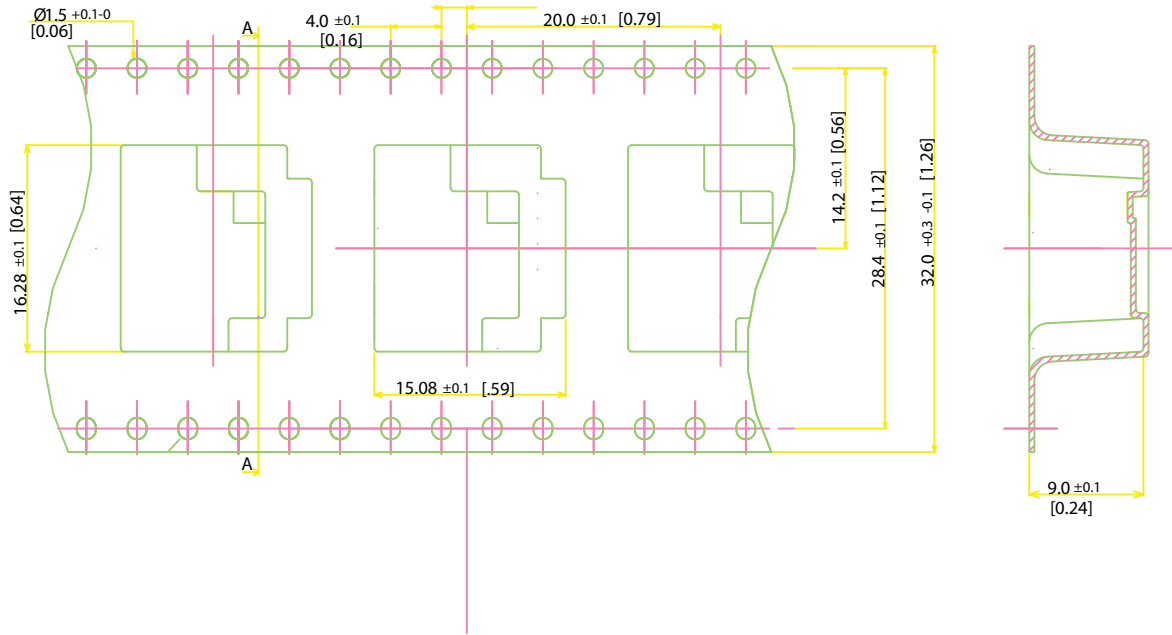 Ø1.5 +0.1-0
[0.06]
A
4.0 ±0.1
[0.16]
20.0 ±0.1 [0.79]
16.28 ±0.1 [0.64]
14.2 ±0.1 [0.56]
28.4 ±0.1 [1.12]
32.0 +0.3 -0.1 [1.26]
15.08 ±0.1 [.59]
A
9.0 ±0.1
[0.24]